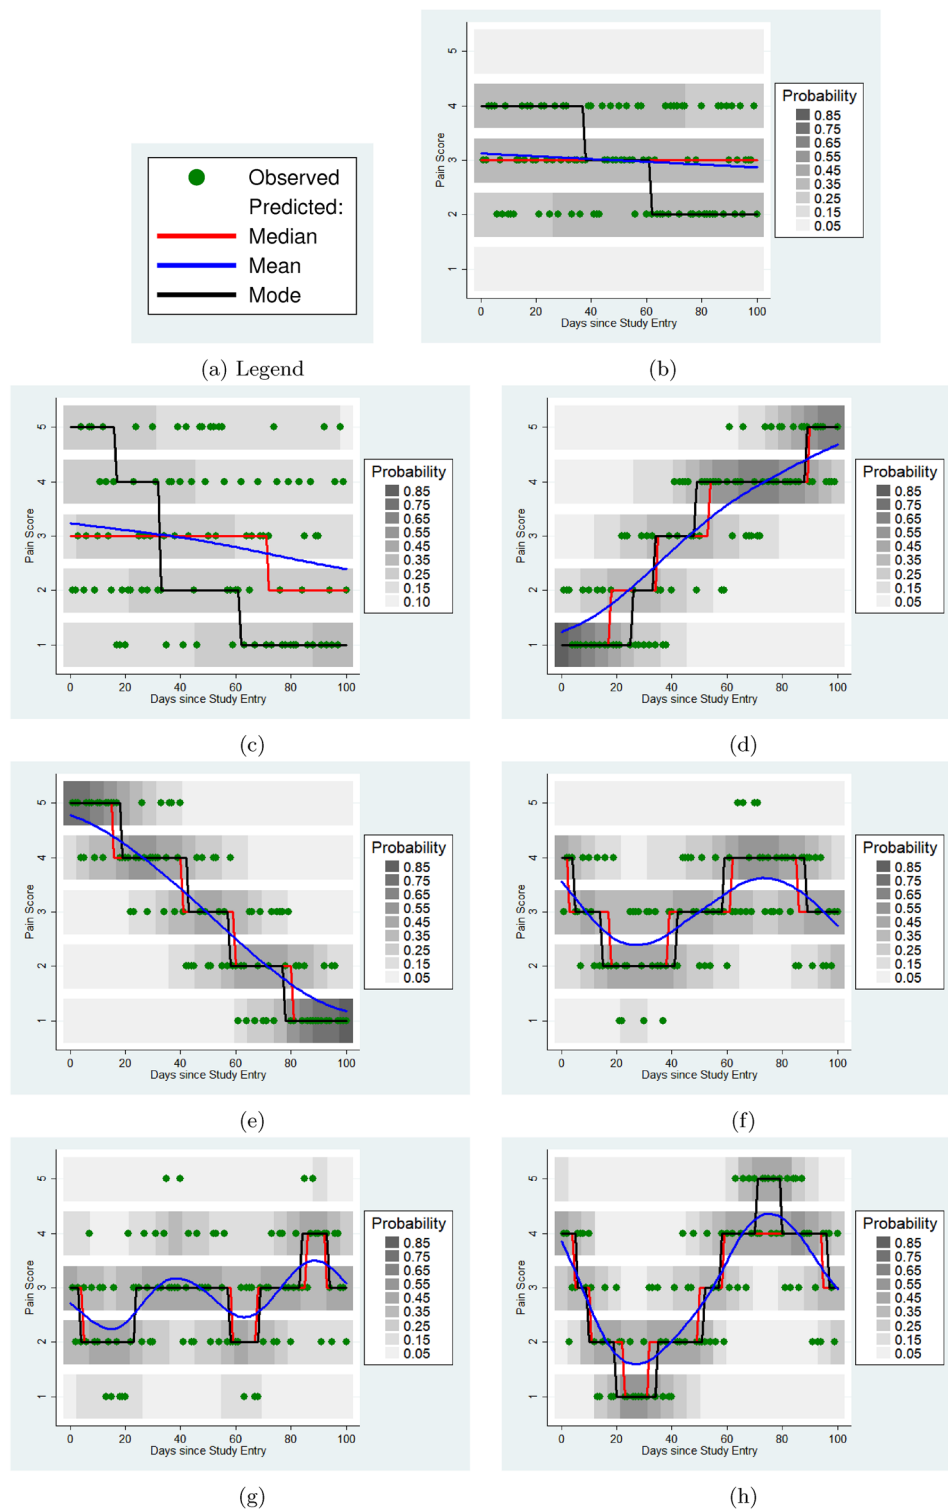 Observed
Predicted:
Median
Mean
Mode
(a) Legend
Pain Score
5
4
3
2
1
0 20 40 60 80 100
Days since Study Entry
Probability
0.85
0.75
0.65
0.55
0.45
0.35
0.25
0.15
0.05
(b)
Pain Score
5
4
3
2
1
0 20 40 60 80 100
Days since Study Entry
Probability
0.85
0.75
0.65
0.55
0.45
0.35
0.25
0.15
0.10
(c)
Pain Score
5
4
3
2
1
0 20 40 60 80 100
Days since Study Entry
Probability
0.85
0.75
0.65
0.55
0.45
0.35
0.25
0.15
0.05
(d)
Pain Score
5
4
3
2
1
0 20 40 60 80 100
Days since Study Entry
Probability
0.85
0.75
0.65
0.55
0.45
0.35
0.25
0.15
0.05
(e)
Pain Score
5
4
3
2
1
0 20 40 60 80 100
Days since Study Entry
Probability
0.85
0.75
0.65
0.55
0.45
0.35
0.25
0.15
0.05
(f)
Pain Score
5
4
3
2
1
0 20 40 60 80 100
Days since Study Entry
Probability
0.85
0.75
0.65
0.55
0.45
0.35
0.25
0.15
0.05
(g)
Pain Score
5
4
3
2
1
0 20 40 60 80 100
Days since Study Entry
Probability
0.85
0.75
0.65
0.55
0.45
0.35
0.25
0.15
0.05
(h)